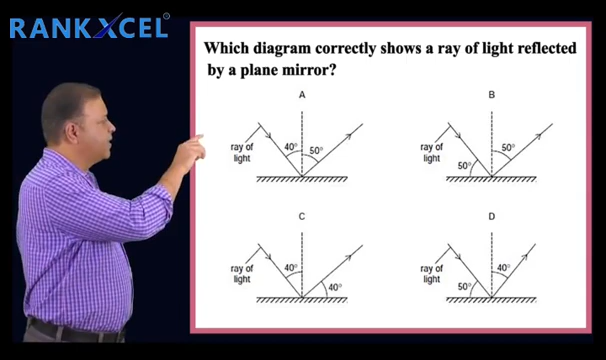 RANKXCEL®
Which diagram correctly shows a ray of light reflected
by a plane mirror?
A
ray of
light
40°
50°
B
ray of
light
50°
50°
C
ray of
light
40°
40°
D
ray of
light
50°
40°